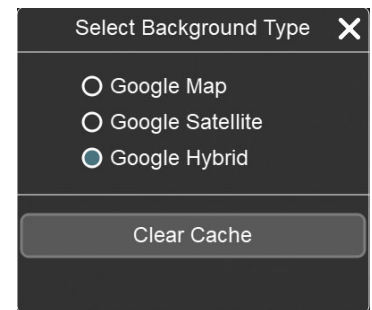 Select Background Type
Google Map
Google Satellite
Google Hybrid
Clear Cache